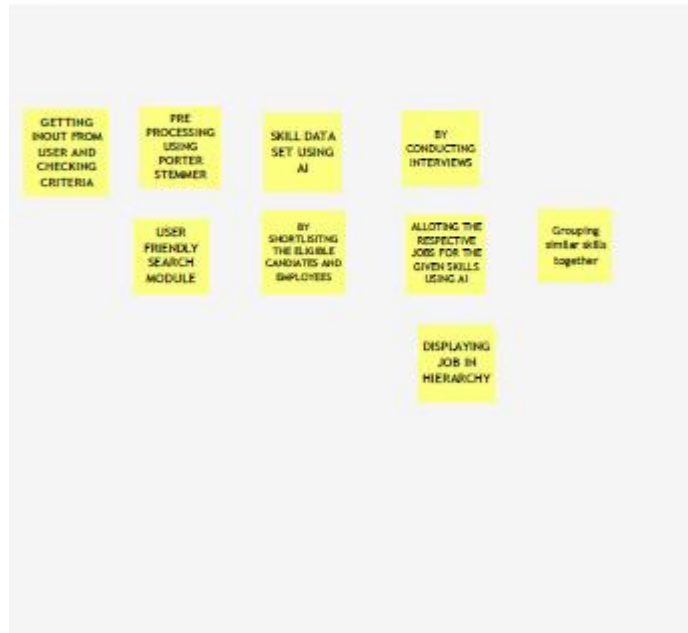 GETTING
INOUT FROM
USER AND
CHECKING
CRITERIA
PRE
PROCESSING
USING
PORTER
STEMMER
SKILL DATA
SET USING
AI
BY
CONDUCTING
INTERVIEWS
USER
FRIENDLY
SEARCH
MODULE
BY
SHORTLISITNG
THE ELIGIBLE
CANDIATES AND
EMPLOYEES
ALLOTING THE
RESPECTIVE
JOBS FOR THE
GIVEN SKILLS
USING AI
Grouping
similar skills
together
DISPLAYING
JOB IN
HIERARCHY